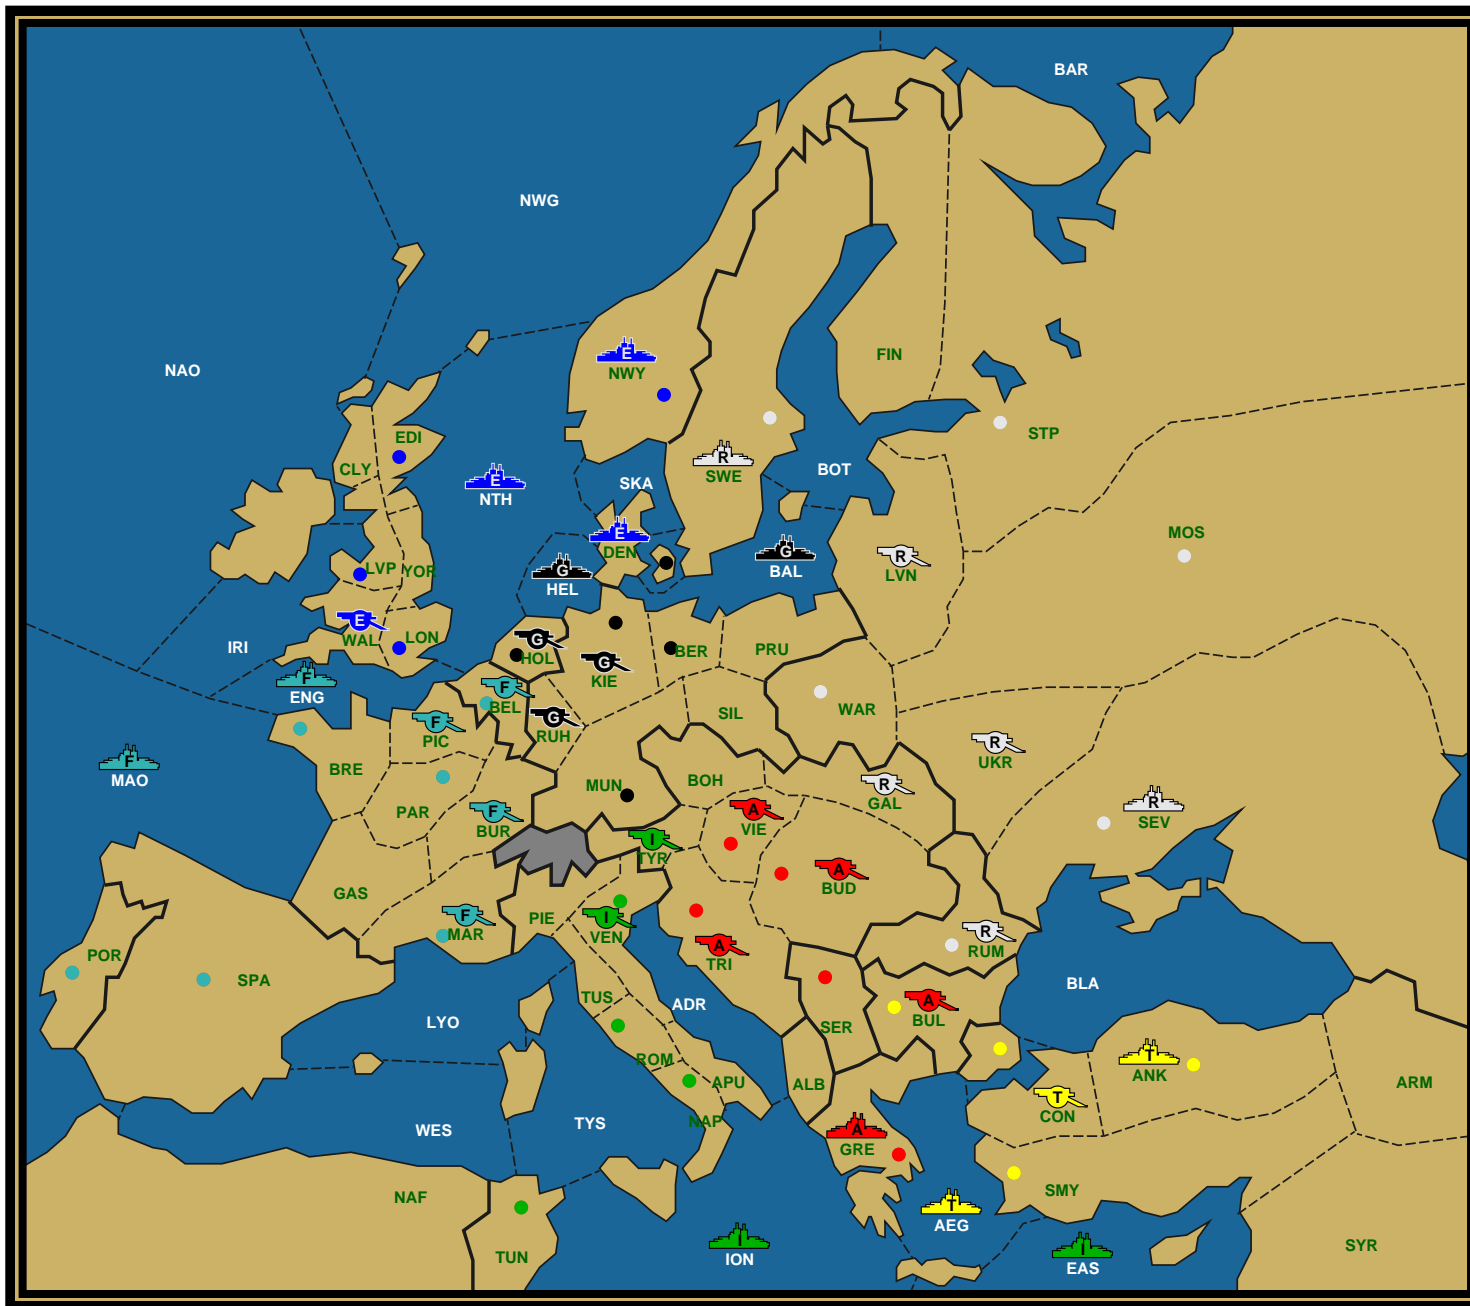 BAR
NWG
NAO
E
NWY
FIN
EDI
STP
CLY
E
NTH
SKA
R
SWE
BOT
MOS
E
DEN
G
HEL
G
BAL
R
LVN
LVP
YOR
E
WAL
LON
IRI
G
HOL
G
KIE
BER
PRU
F
ENG
F
BEL
F
PIC
G
RUH
SIL
WAR
R
UKR
F
MAO
BRE
PAR
MUN
BOH
R
GAL
R
SEV
F
BUR
A
VIE
I
TYR
A
BUD
GAS
F
MAR
PIE
I
VEN
A
TRI
R
RUM
POR
SPA
TUS
ADR
A
BUL
BLA
LYO
SER
ROM
APU
ALB
T
ANK
ARM
T
CON
NAP
WES
TYS
A
GRE
NAF
SMY
T
AEG
TUN
I
ION
I
EAS
SYR